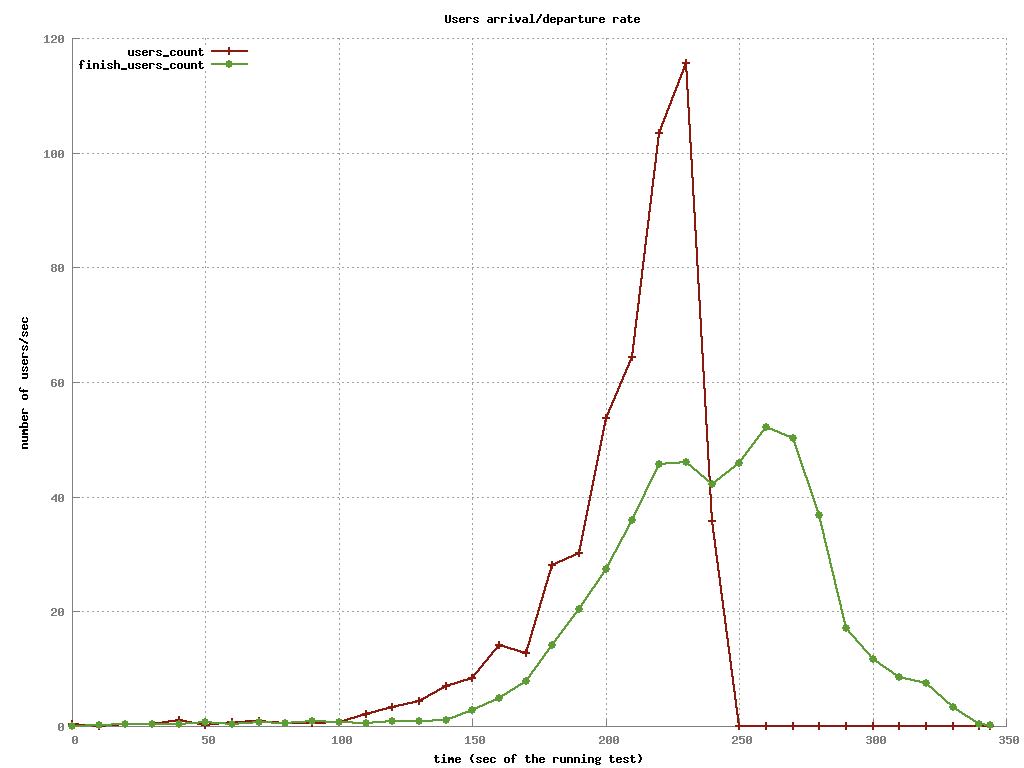 Users arrival/departure rate
120
users_count
finish_users_count
100
80
60
40
20
0
number of users/sec
0 50 100 150 200 250 300 350
time (sec of the running test)